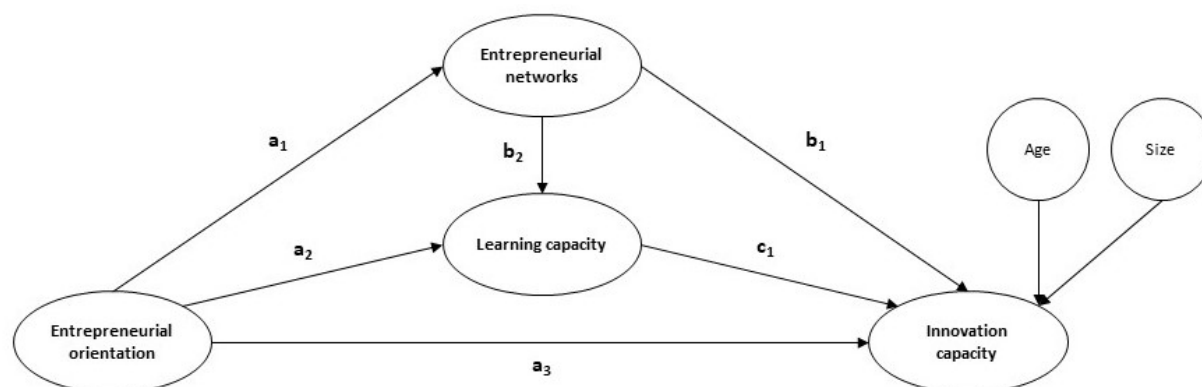 Entrepreneurial
networks
a₁
b₂
b₁
Age
Size
Learning capacity
a₂
c₁
Entrepreneurial
orientation
Innovation
capacity
a₃